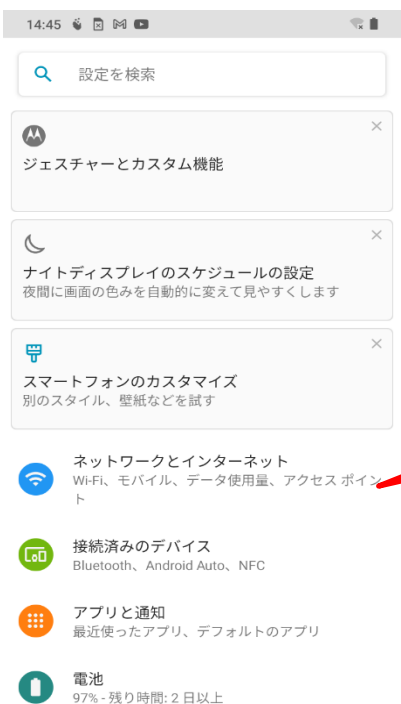 14:45
設定を検索
ジェスチャーとカスタム機能
ナイトディスプレイのスケジュールの設定
夜間に画面の色みを自動的に変えて見やすくします
スマートフォンのカスタマイズ
別のスタイル、壁紙などを試す
ネットワークとインターネット
Wi-Fi、モバイル、データ使用量、アクセス ポイン
ト
接続済みのデバイス
Bluetooth、Android Auto、NFC
アプリと通知
最近使ったアプリ、デフォルトのアプリ
電池
97% - 残り時間: 2 日以上